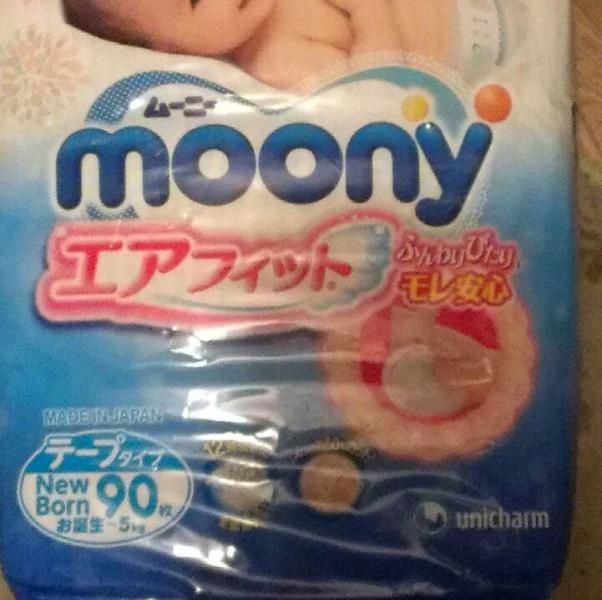 ムーニー
moony
エアフィット
ふんわりぴたり
モレ安心
MADE IN JAPAN
テープタイプ
New Born 90枚
お誕生～5kg
unicharm